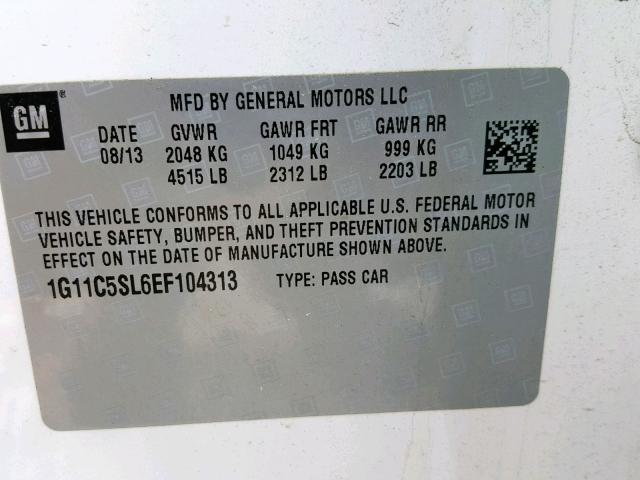 GM ®
MFD BY GENERAL MOTORS LLC
DATE GVWR GAWR FRT GAWR RR
08/13 2048 KG 1049 KG 999 KG
4515 LB 2312 LB 2203 LB
THIS VEHICLE CONFORMS TO ALL APPLICABLE U.S. FEDERAL MOTOR
VEHICLE SAFETY, BUMPER, AND THEFT PREVENTION STANDARDS IN
EFFECT ON THE DATE OF MANUFACTURE SHOWN ABOVE.
1G11C5SL6EF104313 TYPE: PASS CAR